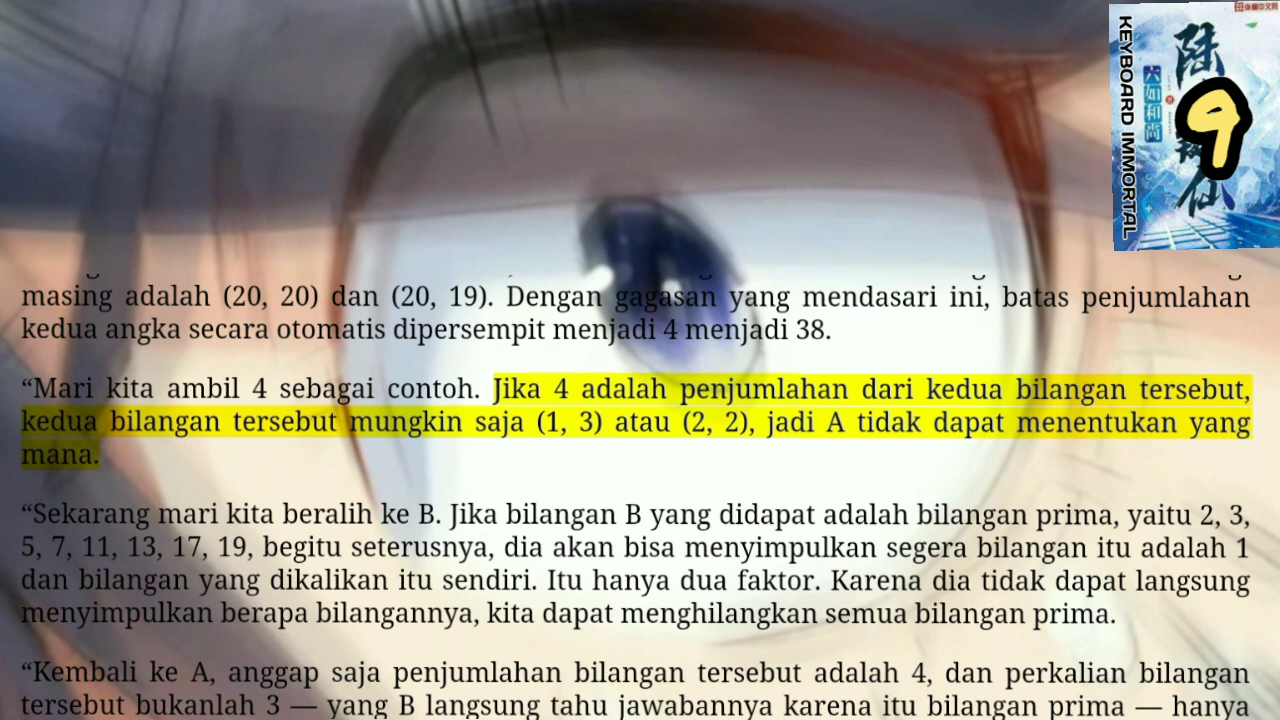 KEYBOARD IMMORTAL
陆
仙
六如和尚
9
masing adalah (20, 20) dan (20, 19). Dengan gagasan yang mendasari ini, batas penjumlahan
kedua angka secara otomatis dipersempit menjadi 4 menjadi 38.
“Mari kita ambil 4 sebagai contoh. Jika 4 adalah penjumlahan dari kedua bilangan tersebut,
kedua bilangan tersebut mungkin saja (1, 3) atau (2, 2), jadi A tidak dapat menentukan yang
mana.
“Sekarang mari kita beralih ke B. Jika bilangan B yang didapat adalah bilangan prima, yaitu 2, 3,
5, 7, 11, 13, 17, 19, begitu seterusnya, dia akan bisa menyimpulkan segera bilangan itu adalah 1
dan bilangan yang dikalikan itu sendiri. Itu hanya dua faktor. Karena dia tidak dapat langsung
menyimpulkan berapa bilangannya, kita dapat menghilangkan semua bilangan prima.
“Kembali ke A, anggap saja penjumlahan bilangan tersebut adalah 4, dan perkalian bilangan
tersebut bukanlah 3 — yang B langsung tahu jawabannya karena itu bilangan prima — hanya